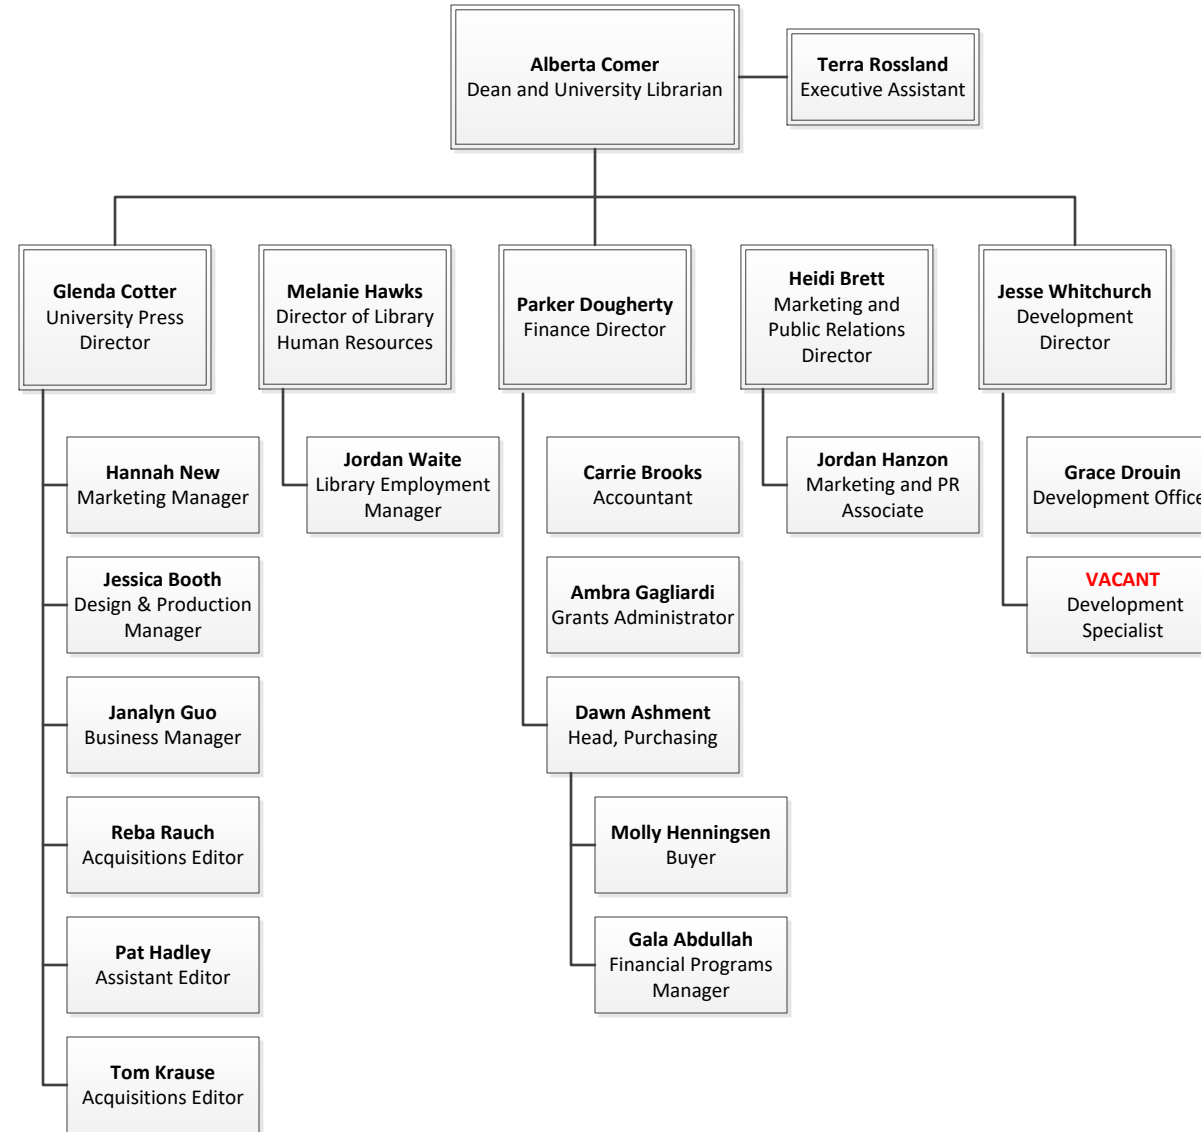 Alberta Comer
Dean and University Librarian
Terra Rossland
Executive Assistant
Glenda Cotter
University Press
Director
Melanie Hawks
Director of Library
Human Resources
Parker Dougherty
Finance Director
Heidi Brett
Marketing and
Public Relations
Director
Jesse Whitchurch
Development
Director
Hannah New
Marketing Manager
Jessica Booth
Design & Production
Manager
Janalyn Guo
Business Manager
Reba Rauch
Acquisitions Editor
Pat Hadley
Assistant Editor
Tom Krause
Acquisitions Editor
Jordan Waite
Library Employment
Manager
Carrie Brooks
Accountant
Ambra Gagliardi
Grants Administrator
Dawn Ashment
Head, Purchasing
Molly Henningsen
Buyer
Gala Abdullah
Financial Programs
Manager
Jordan Hanzon
Marketing and PR
Associate
Grace Drouin
Development Office
VACANT
Development
Specialist